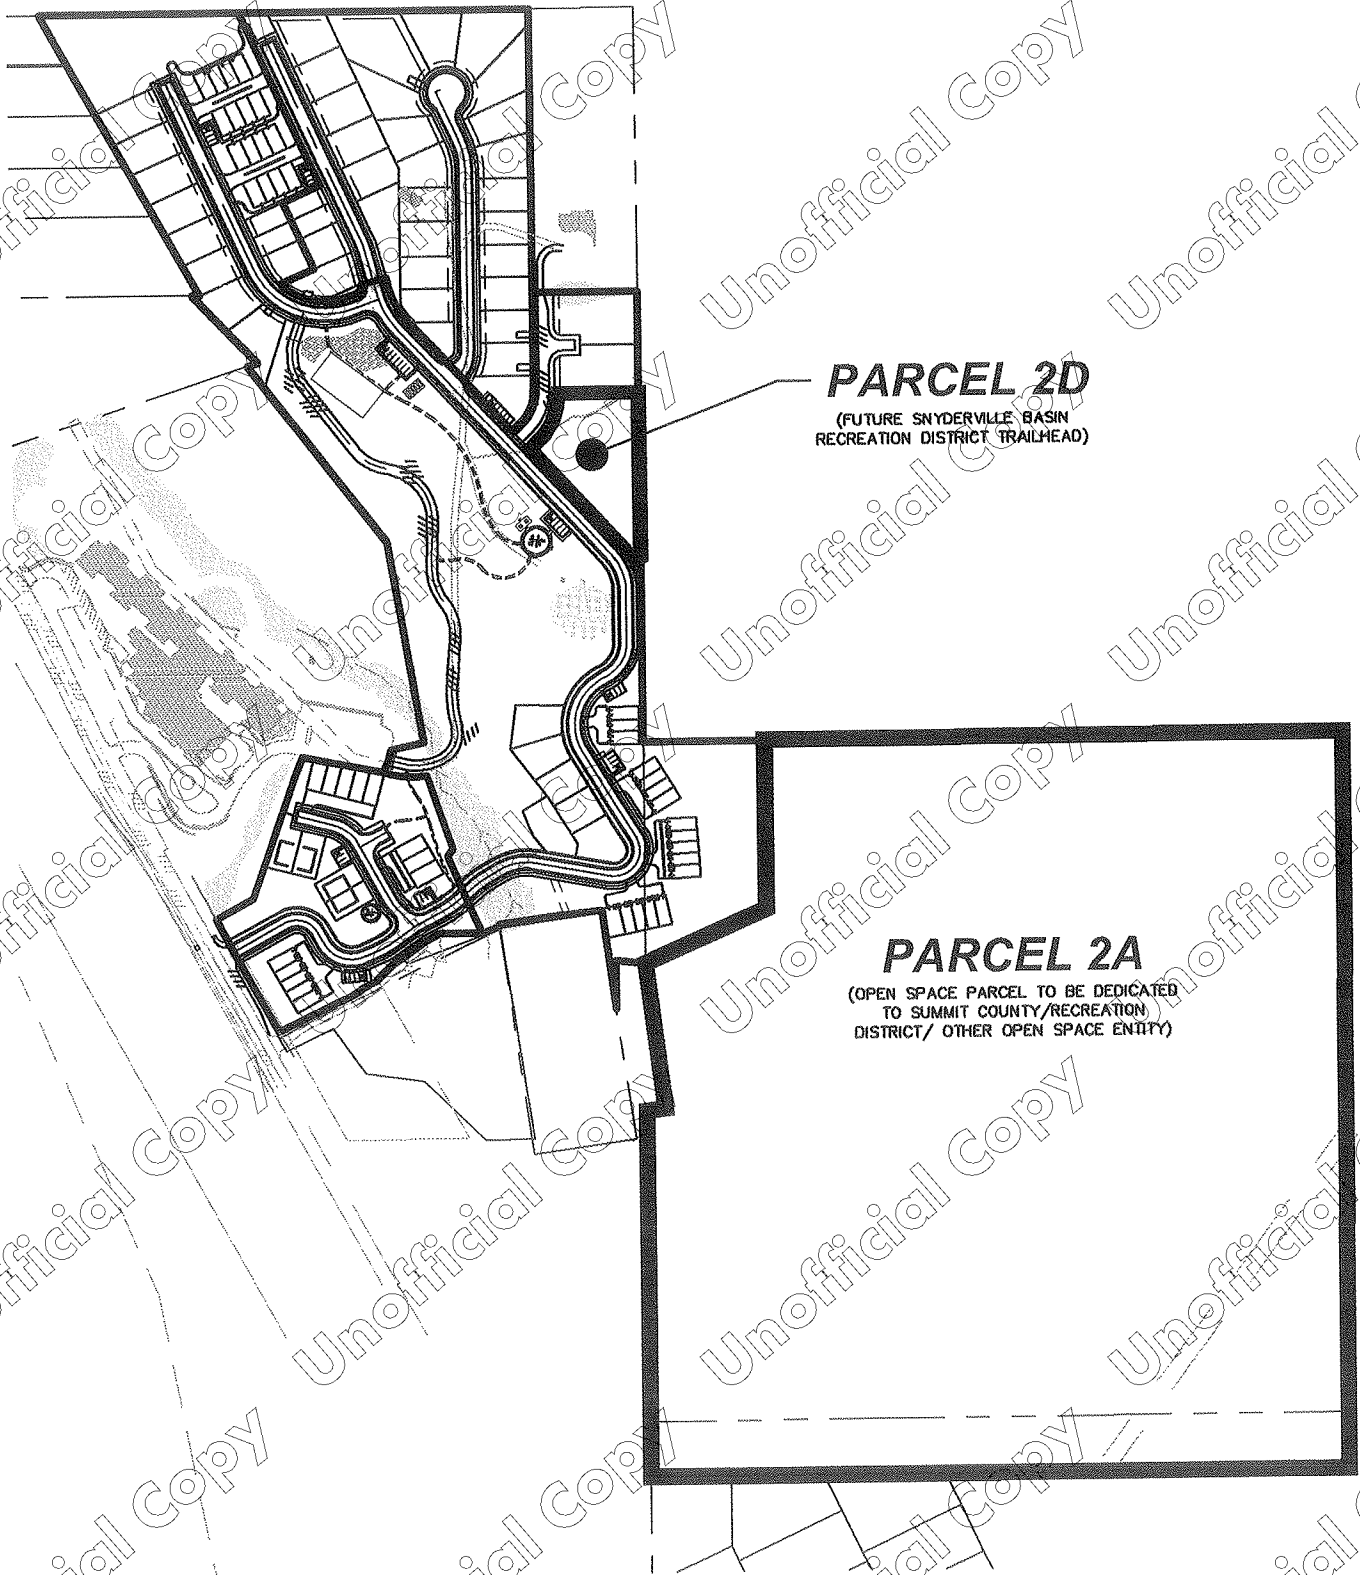 PARCEL 2D
(FUTURE SNYDERVILLE BASIN
RECREATION DISTRICT TRAILHEAD)
PARCEL 2A
(OPEN SPACE PARCEL TO BE DEDICATED
TO SUMMIT COUNTY/RECREATION
DISTRICT/ OTHER OPEN SPACE ENTITY)
Unofficial Copy
Unofficial Copy
Unofficial Copy
Unofficial Copy
Unofficial Copy
Unofficial Copy
Unofficial Copy
Unofficial Copy